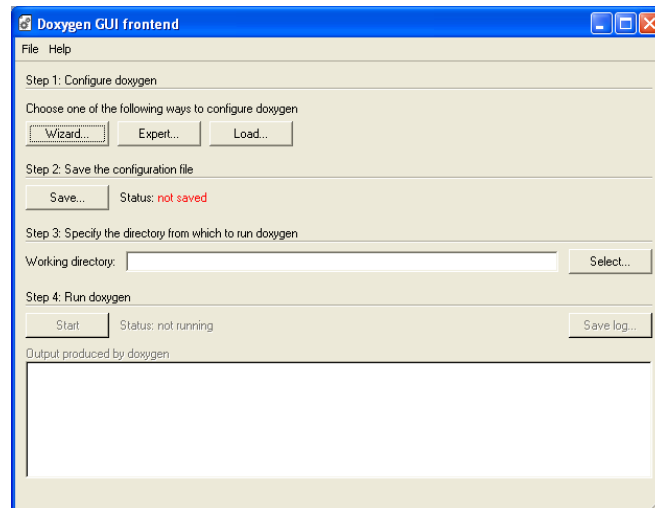 Doxygen GUI frontend
File Help
Step 1: Configure doxygen
Choose one of the following ways to configure doxygen
Wizard... Expert... Load...
Step 2: Save the configuration file
Save... Status: not saved
Step 3: Specify the directory from which to run doxygen
Working directory: Select...
Step 4: Run doxygen
Start Status: not running Save log...
Output produced by doxygen